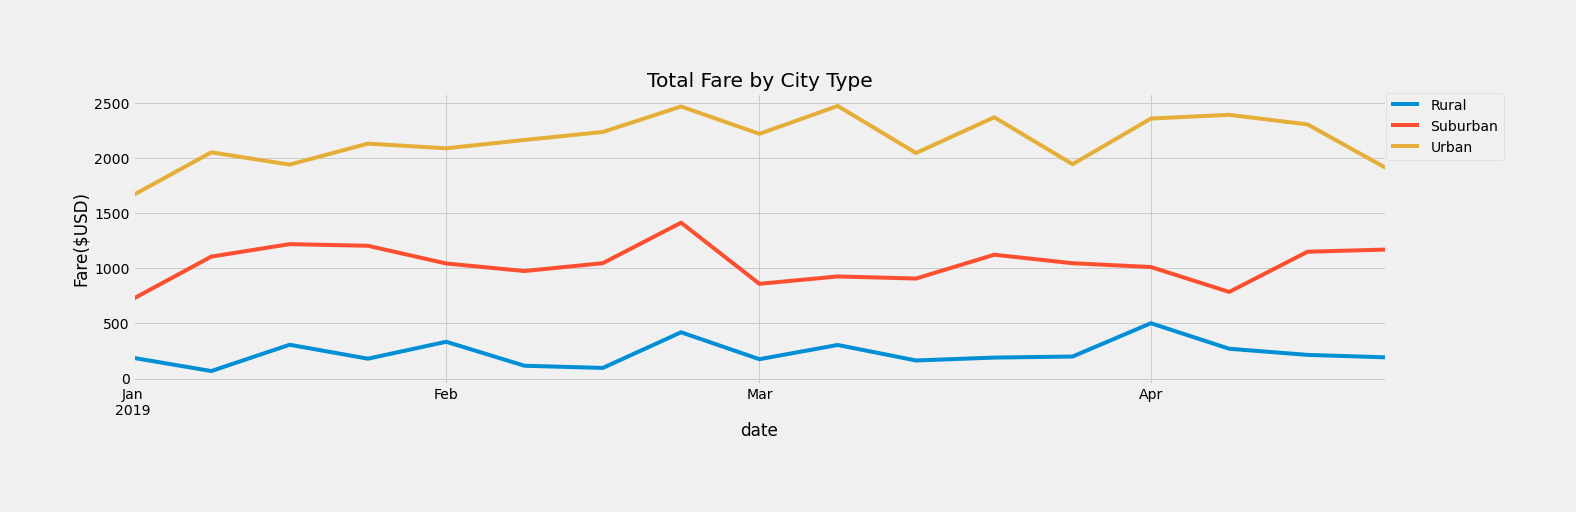 Total Fare by City Type
Fare($USD)
2500
2000
1500
1000
500
0
Jan
2019
Feb
Mar
Apr
date
Rural
Suburban
Urban